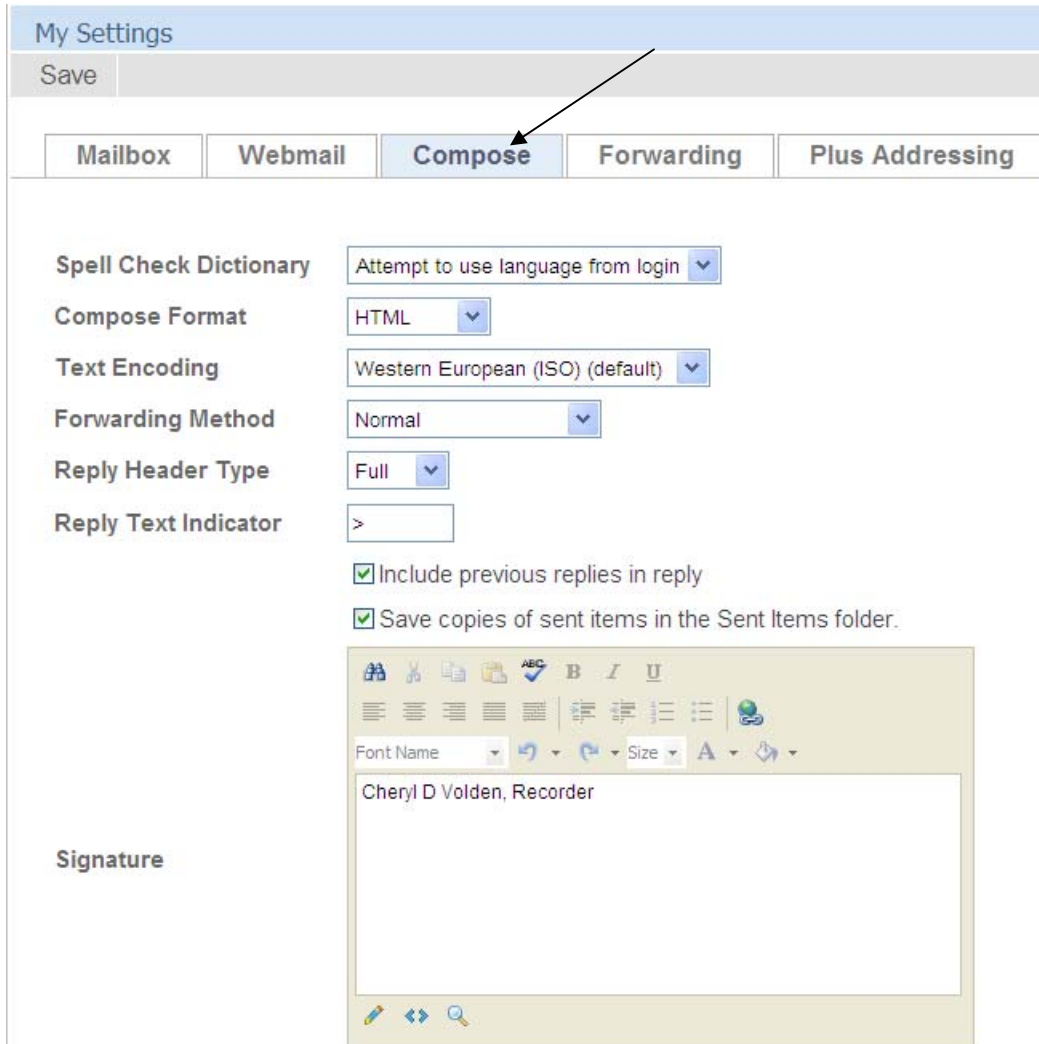 My Settings
Save
Mailbox Webmail Compose Forwarding Plus Addressing
Spell Check Dictionary Attempt to use language from login
Compose Format HTML
Text Encoding Western European (ISO) (default)
Forwarding Method Normal
Reply Header Type Full
Reply Text Indicator >
Include previous replies in reply
Save copies of sent items in the Sent Items folder.
ABC B I U
Font Name Size A
Cheryl D Volden, Recorder
Signature